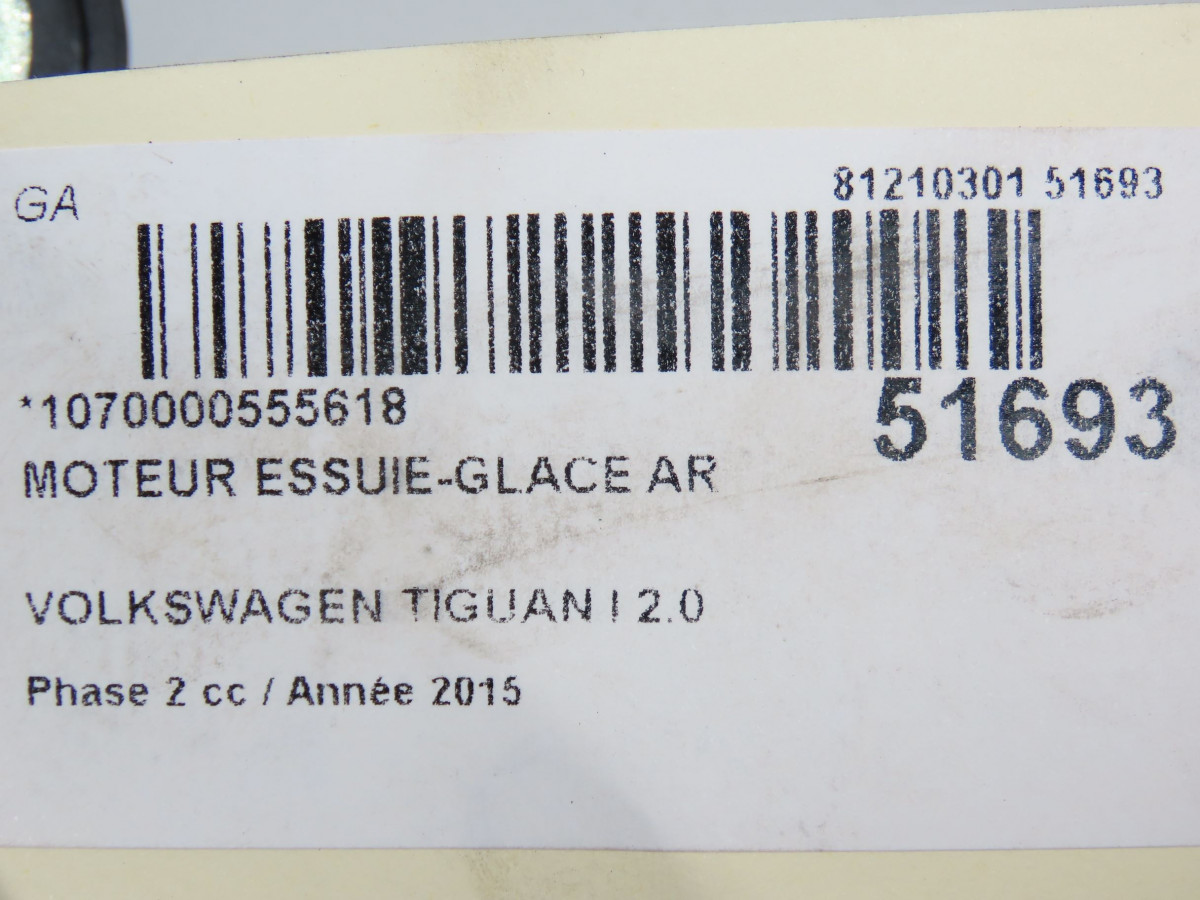 GA
81210301 51693
*1070000555618
51693
MOTEUR ESSUIE-GLACE AR
VOLKSWAGEN TIGUAN I 2.0
Phase 2 cc / Année 2015